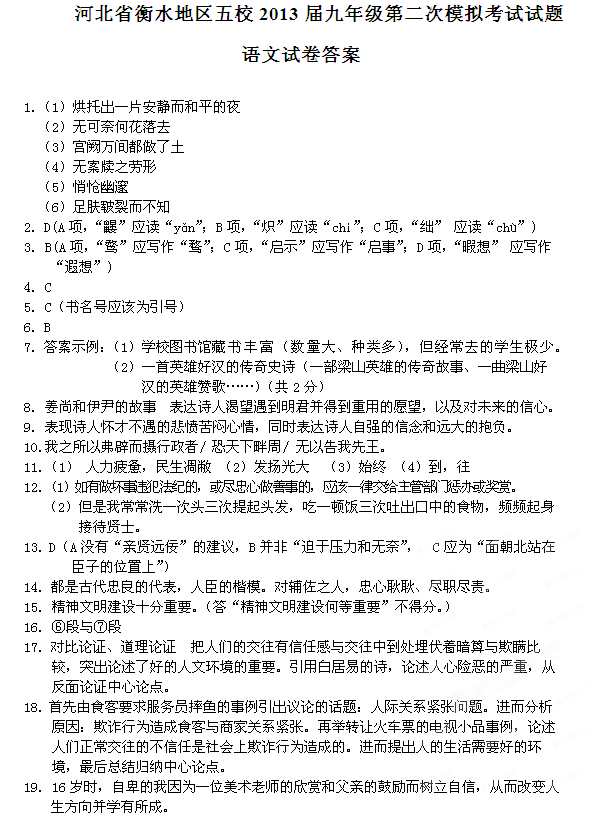 河北省衡水地区五校 2013 届九年级第二次模拟考试试题
语文试卷答案
1.（1）烘托出一片安静而和平的夜
（2）无可奈何花落去
（3）宫阙万间都做了土
（4）无案牍之劳形
（5）悄怆幽邃
（6）足肤皲裂而不知
2. D(A 项，“鼹”应读“yǎn”；B 项，“炽”应读“chi”；C 项，“绌” 应读“chù”)
3. B(A 项，“鹜”应写作“骛”；C 项，“启示”应写作“启事”；D 项，“暇想” 应写作
“遐想”)
4. C
5. C（书名号应该为引号）
6. B
7. 答案示例：（1）学校图书馆藏书丰富（数量大、种类多），但经常去的学生极少。
（2）一首英雄好汉的传奇史诗（一部梁山英雄的传奇故事、一曲梁山好
汉的英雄赞歌……）（共 2 分）
8. 姜尚和伊尹的故事 表达诗人渴望遇到明君并得到重用的愿望，以及对未来的信心。
9. 表现诗人怀才不遇的悲愤苦闷心情，同时表达诗人自强的信念和远大的抱负。
10.我之所以弗辟而摄行政者/ 恐天下畔周/ 无以告我先王。
11.（1） 人力疲惫，民生凋敝 （2）发扬光大 （3）始终 （4）到，往
12.（1）如有做坏事违犯法纪的，或尽忠心做善事的，应该一律交给主管部门惩办或奖赏。
（2）但是我常常洗一次头三次提起头发，吃一顿饭三次吐出口中的食物，频频起身
接待贤士。
13. D（A 没有“亲贤远佞”的建议，B 并非“迫于压力和无奈”， C 应为“面朝北站在
臣子的位置上”）
14. 都是古代忠良的代表，人臣的楷模。对辅佐之人，忠心耿耿、尽职尽责。
15. 精神文明建设十分重要。（答“精神文明建设何等重要”不得分。）
16. ⑥段与⑦段
17. 对比论证、道理论证 把人们的交往有信任感与交往中到处埋伏着暗算与欺瞒比
较，突出论述了好的人文环境的重要。引用白居易的诗，论述人心险恶的严重，从
反面论证中心论点。
18. 首先由食客要求服务员摔鱼的事例引出议论的话题：人际关系紧张问题。进而分析
原因：欺诈行为造成食客与商家关系紧张。再举转让火车票的电视小品事例，论述
人们正常交往的不信任是社会上欺诈行为造成的。进而提出人的生活需要好的环
境，最后总结归纳中心论点。
19. 16 岁时，自卑的我因为一位美术老师的欣赏和父亲的鼓励而树立自信，从而改变人
生方向并学有所成。